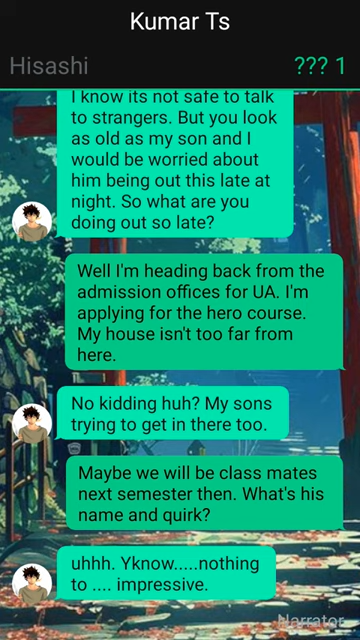 Kumar Ts
Hisashi
??? 1
I know its not safe to talk
to strangers. But you look
as old as my son and I
would be worried about
him being out this late at
night. So what are you
doing out so late?
Well I'm heading back from the
admission offices for UA. I'm
applying for the hero course.
My house isn't too far from
here.
No kidding huh? My sons
trying to get in there too.
Maybe we will be class mates
next semester then. What's his
name and quirk?
uhhh. Yknow.....nothing
to .... impressive.
Narrator